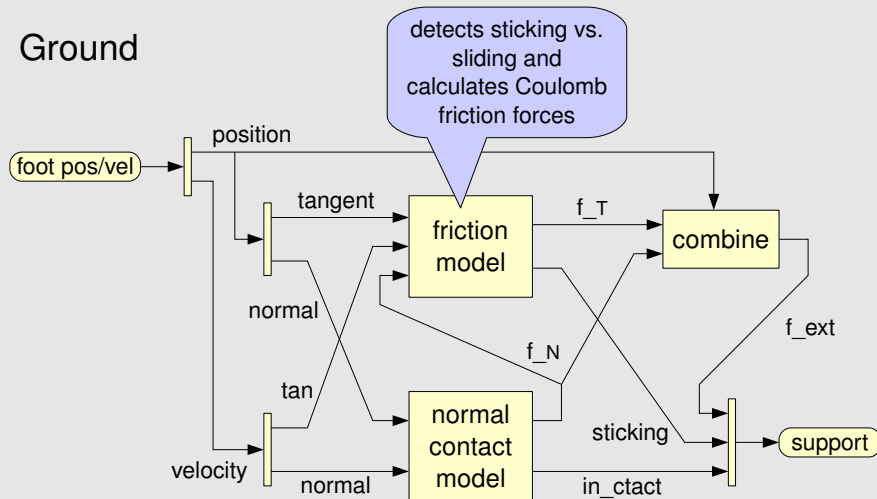 Ground
detects sticking vs.
sliding and
calculates Coulomb
friction forces
position
foot pos/vel
tangent
friction
model
f_T
combine
normal
f_N
f_ext
tan
normal
contact
model
sticking
support
velocity
normal
in_ctact